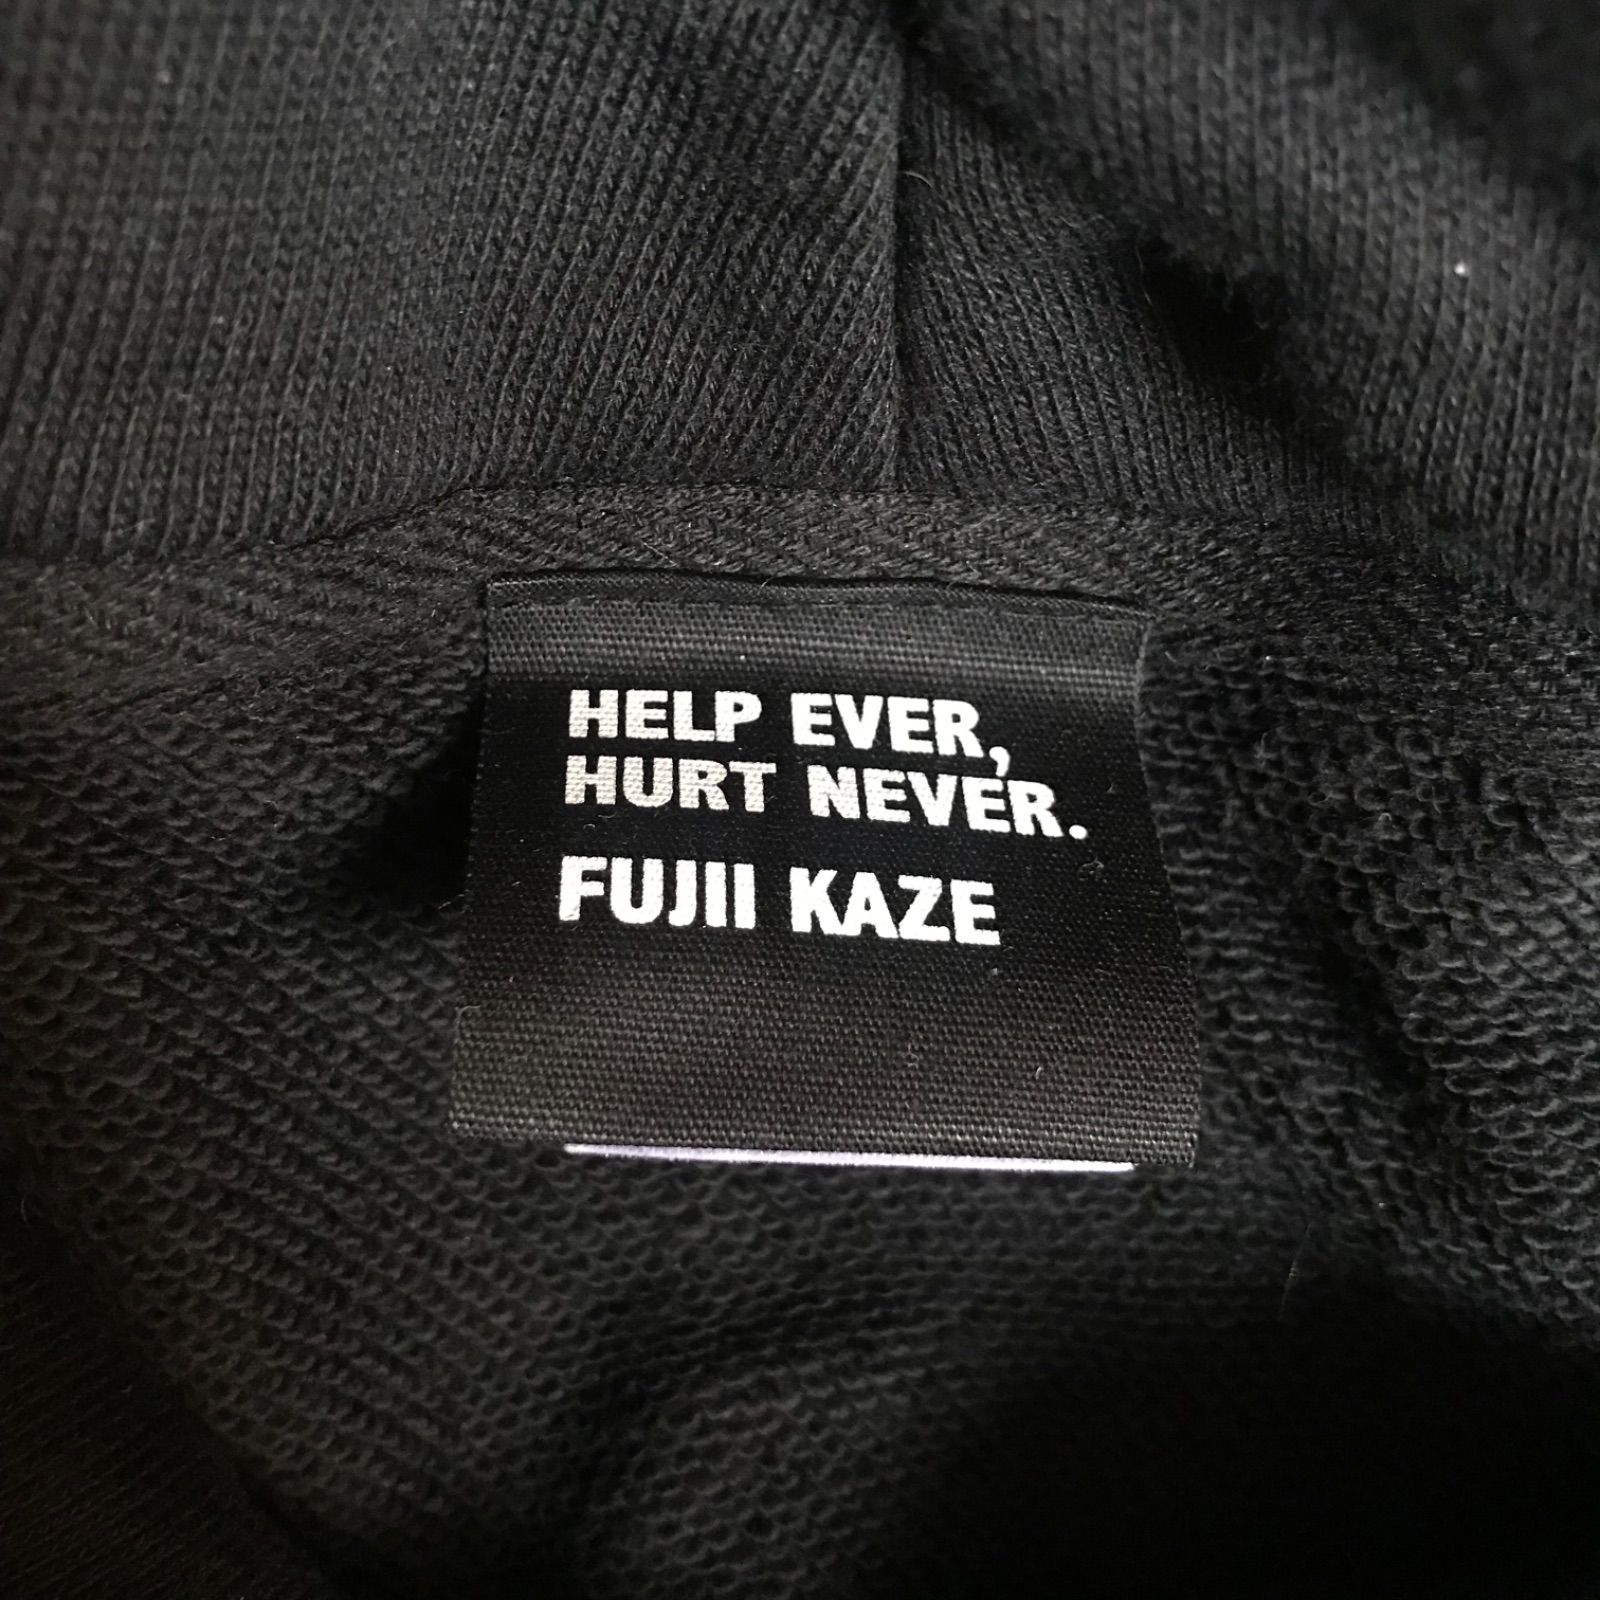 HELP EVER,
HURT NEVER.
FUJII KAZE